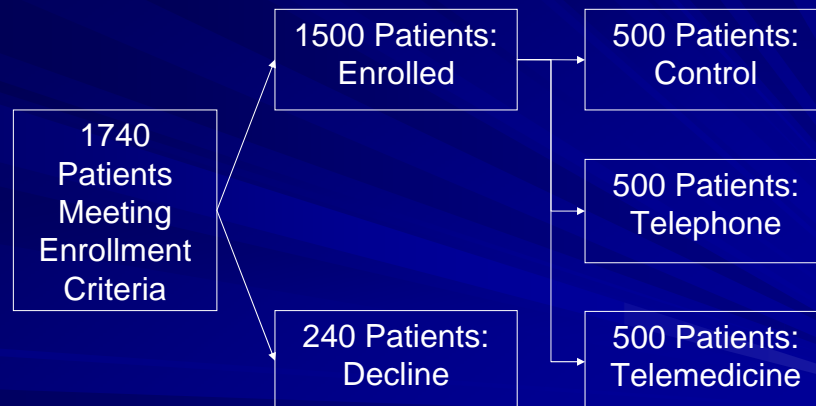 1740
Patients
Meeting
Enrollment
Criteria
1500 Patients:
Enrolled
240 Patients:
Decline
500 Patients:
Control
500 Patients:
Telephone
500 Patients:
Telemedicine